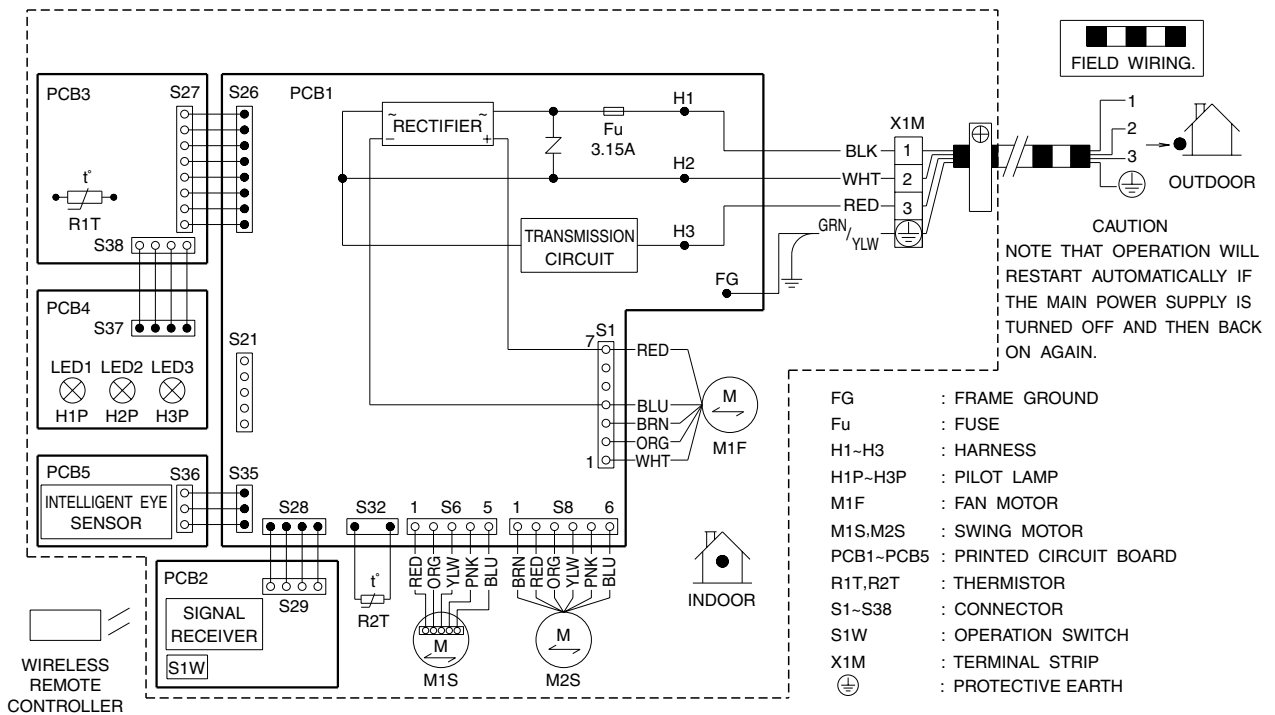 PCB3
S27
S26
PCB1
RECTIFIER
~
~
−
+
Fu
3.15A
H1
H2
H3
TRANSMISSION
CIRCUIT
FG
t°
R1T
S38
PCB4
S37
LED1 LED2 LED3
H1P H2P H3P
S21
PCB5
S36
S35
INTELLIGENT EYE
SENSOR
S28
S32
1 S6 5
1 S8 6
S1
7
1
RED
BLU
BRN
ORG
WHT
M
M1F
X1M
BLK 1
WHT 2
RED 3
GRN/YLW
FIELD WIRING.
1
2
3
OUTDOOR
CAUTION
NOTE THAT OPERATION WILL
RESTART AUTOMATICALLY IF
THE MAIN POWER SUPPLY IS
TURNED OFF AND THEN BACK
ON AGAIN.
PCB2
S29
SIGNAL
RECEIVER
S1W
t°
R2T
RED
ORG
YLW
PNK
BLU
M
M1S
BRN
RED
ORG
YLW
PNK
BLU
M
M2S
INDOOR
WIRELESS
REMOTE
CONTROLLER
FG : FRAME GROUND
Fu : FUSE
H1~H3 : HARNESS
H1P~H3P : PILOT LAMP
M1F : FAN MOTOR
M1S,M2S : SWING MOTOR
PCB1~PCB5 : PRINTED CIRCUIT BOARD
R1T,R2T : THERMISTOR
S1~S38 : CONNECTOR
S1W : OPERATION SWITCH
X1M : TERMINAL STRIP
: PROTECTIVE EARTH